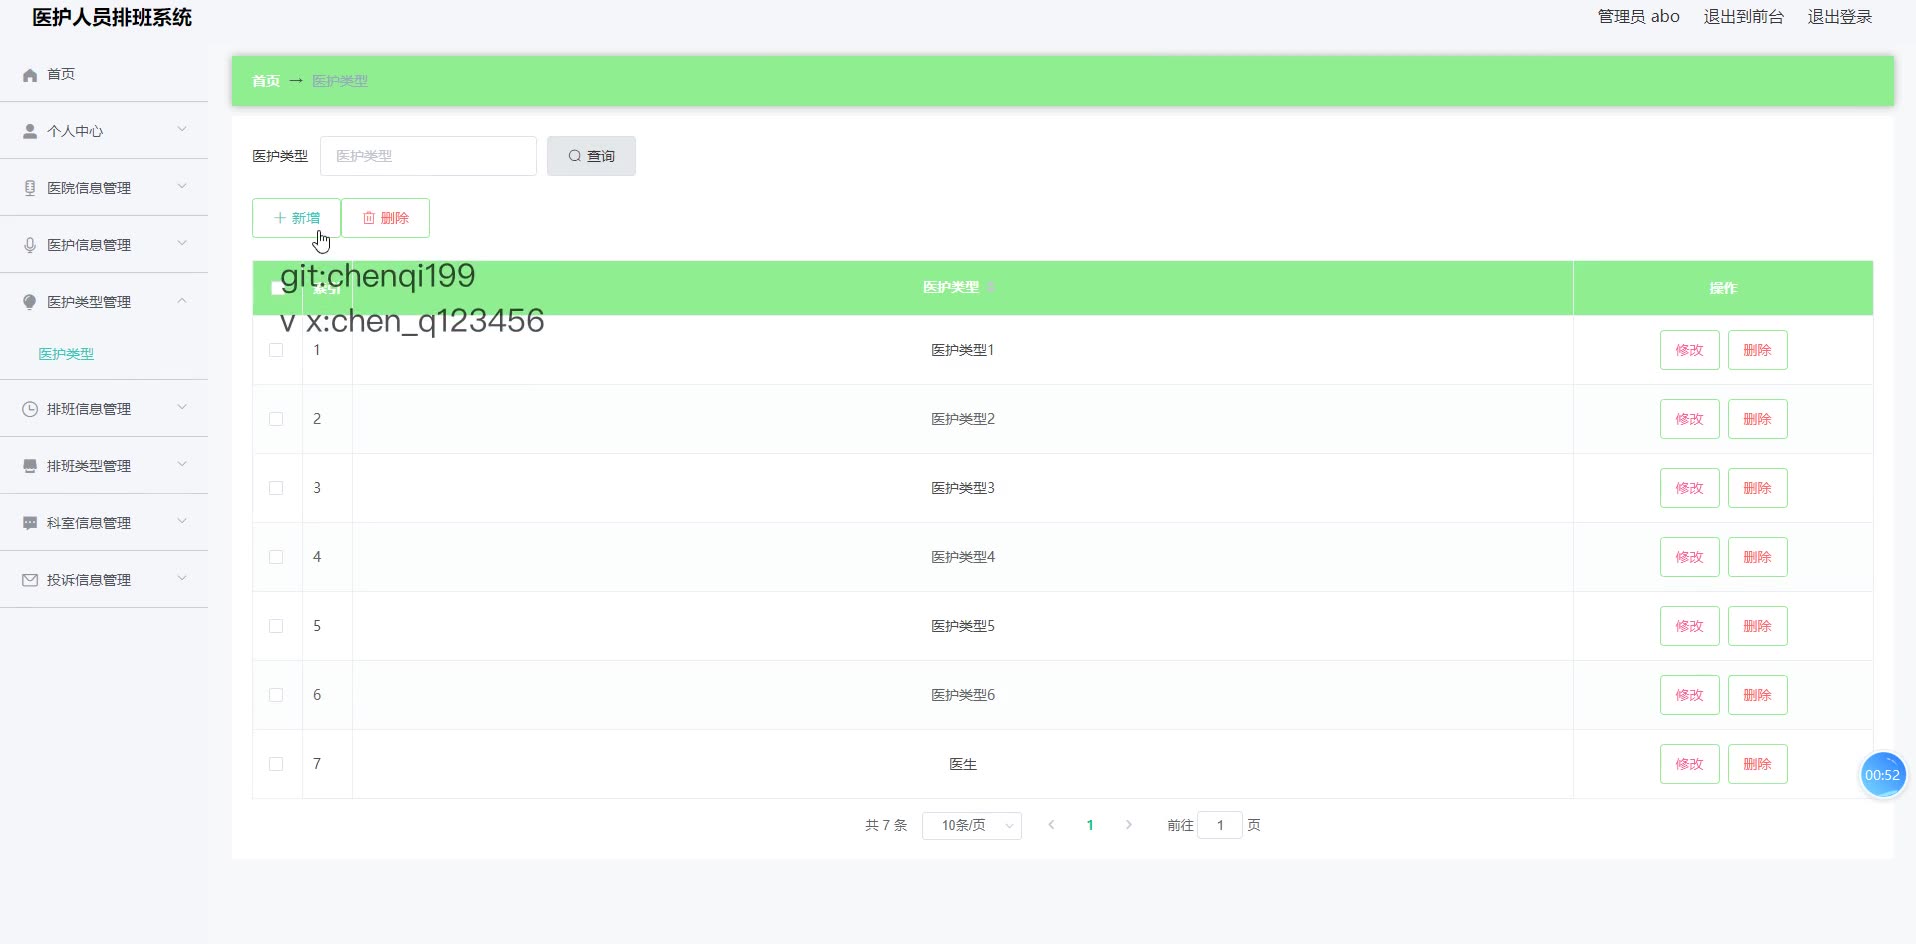 医护人员排班系统
管理员 abo 退出到前台 退出登录
首页
个人中心
医院信息管理
医护信息管理
医护类型管理
医护类型
排班信息管理
排班类型管理
科室信息管理
投诉信息管理
首页 → 医护类型
医护类型 医护类型 查询
新增 删除
git:chenqi199
v x:chen_q123456
索引 医护类型 操作
1 医护类型1 修改 删除
2 医护类型2 修改 删除
3 医护类型3 修改 删除
4 医护类型4 修改 删除
5 医护类型5 修改 删除
6 医护类型6 修改 删除
7 医生 修改 删除
共 7 条 10条/页 1 前往 1 页
00:52